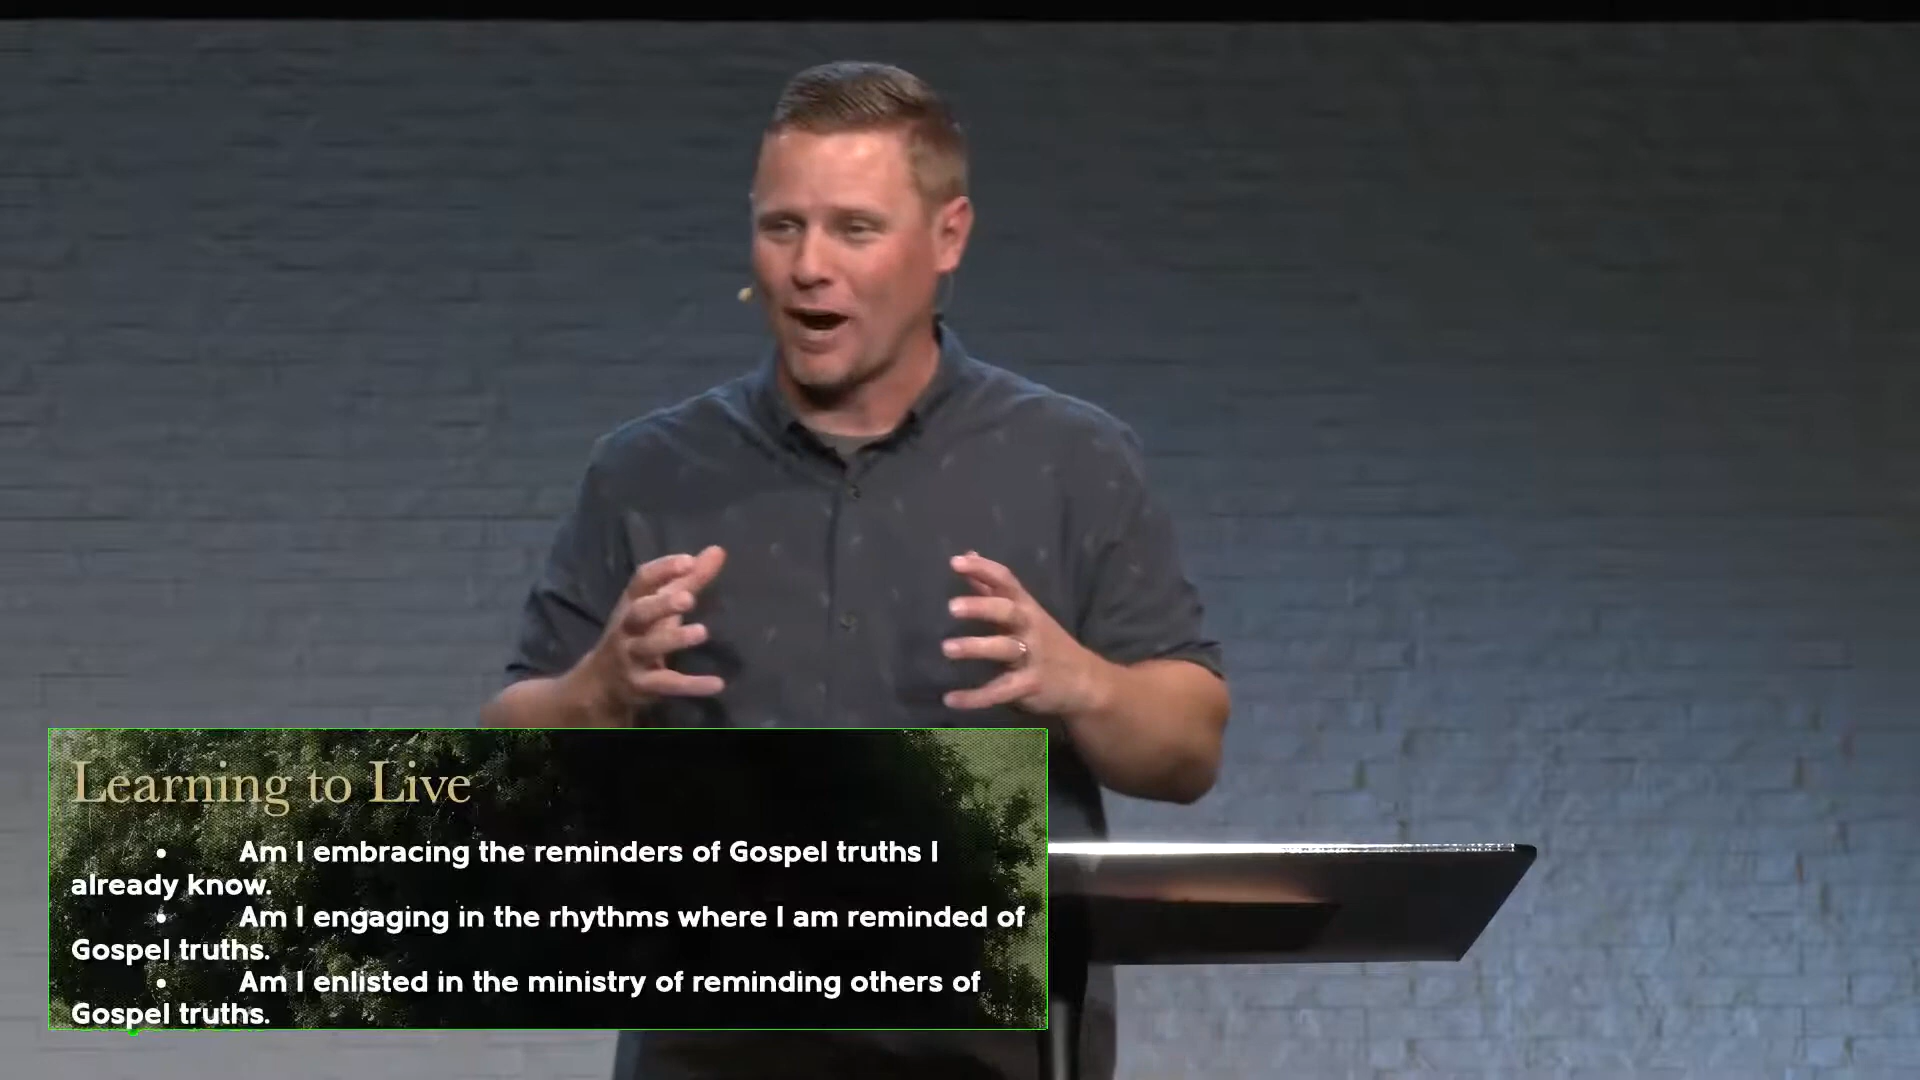 Learning to Live
• Am I embracing the reminders of Gospel truths I
already know.
• Am I engaging in the rhythms where I am reminded of
Gospel truths.
• Am I enlisted in the ministry of reminding others of
Gospel truths.